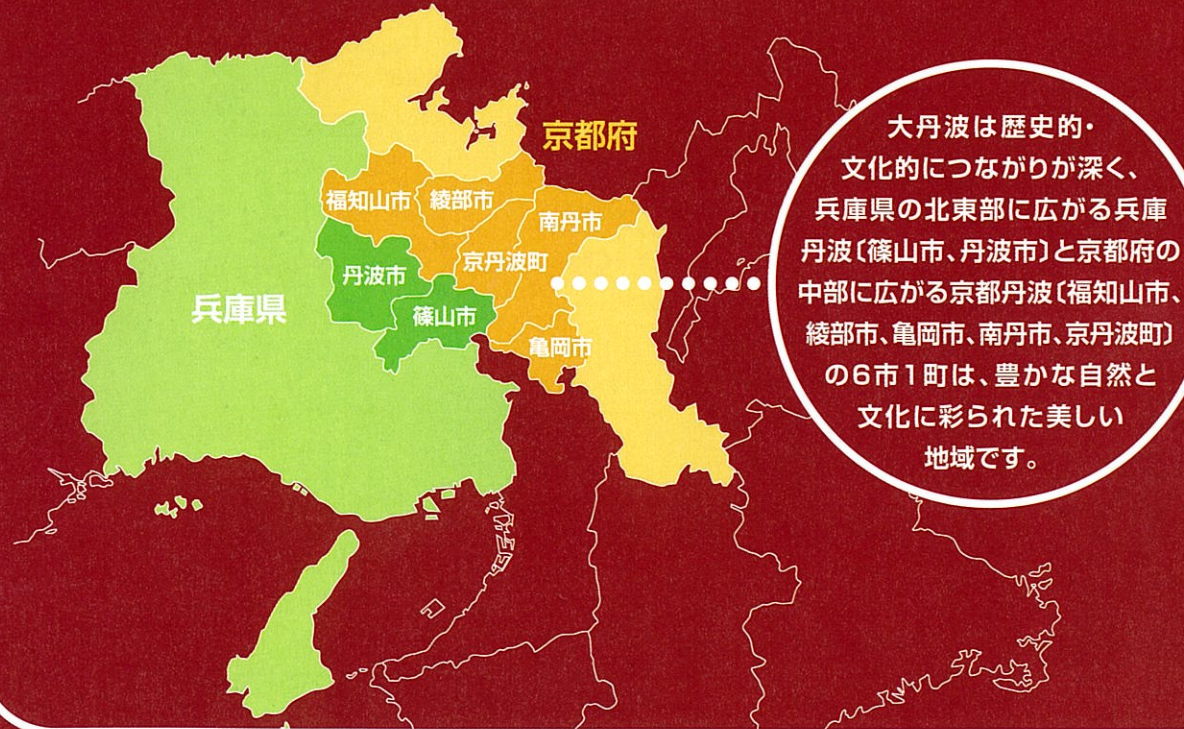 京都府
福知山市
綾部市
南丹市
京丹波町
丹波市
兵庫県
篠山市
亀岡市
大丹波は歴史的・
文化的につながりが深く、
兵庫県の北東部に広がる兵庫
丹波〔篠山市、丹波市〕と京都府の
中部に広がる京都丹波〔福知山市、
綾部市、亀岡市、南丹市、京丹波町〕
の6市1町は、豊かな自然と
文化に彩られた美しい
地域です。